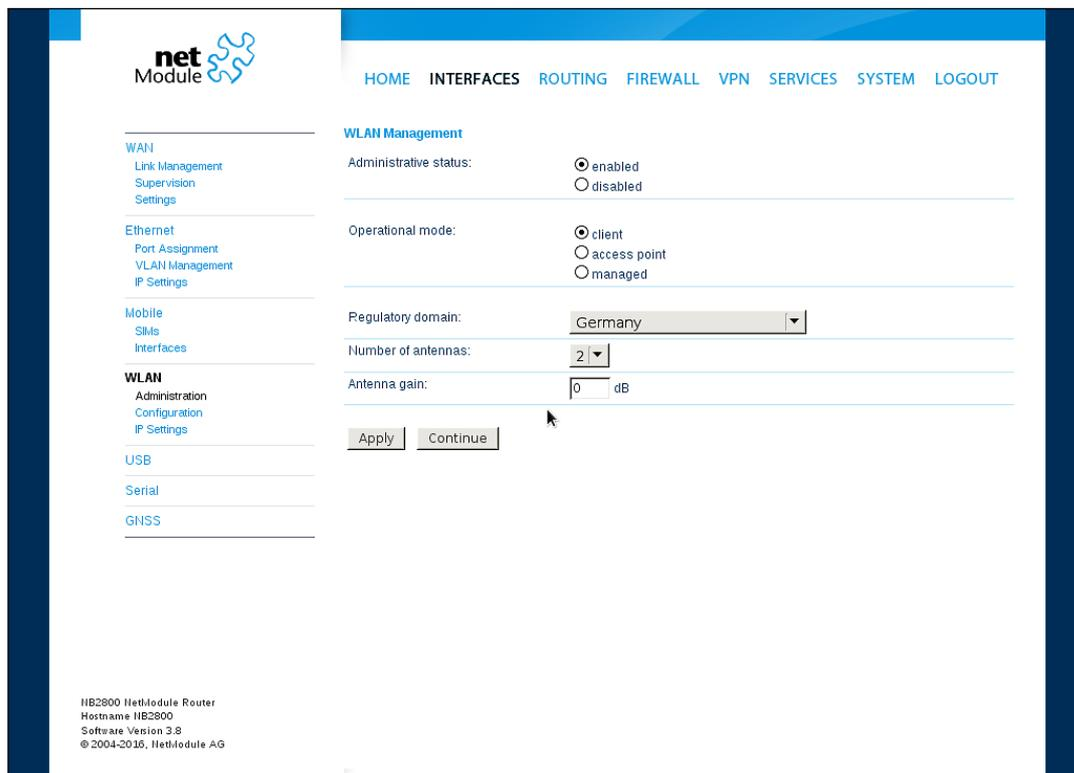 net
Module
HOME INTERFACES ROUTING FIREWALL VPN SERVICES SYSTEM LOGOUT
WAN
Link Management
Supervision
Settings
Ethernet
Port Assignment
VLAN Management
IP Settings
Mobile
SIMs
Interfaces
WLAN
Administration
Configuration
IP Settings
USB
Serial
GNSS
WLAN Management
Administrative status:
enabled
disabled
Operational mode:
client
access point
managed
Regulatory domain: Germany
Number of antennas: 2
Antenna gain: 0 dB
Apply Continue
NB2800 NetModule Router
Hostname NB2800
Software Version 3.8
© 2004-2016, NetModule AG